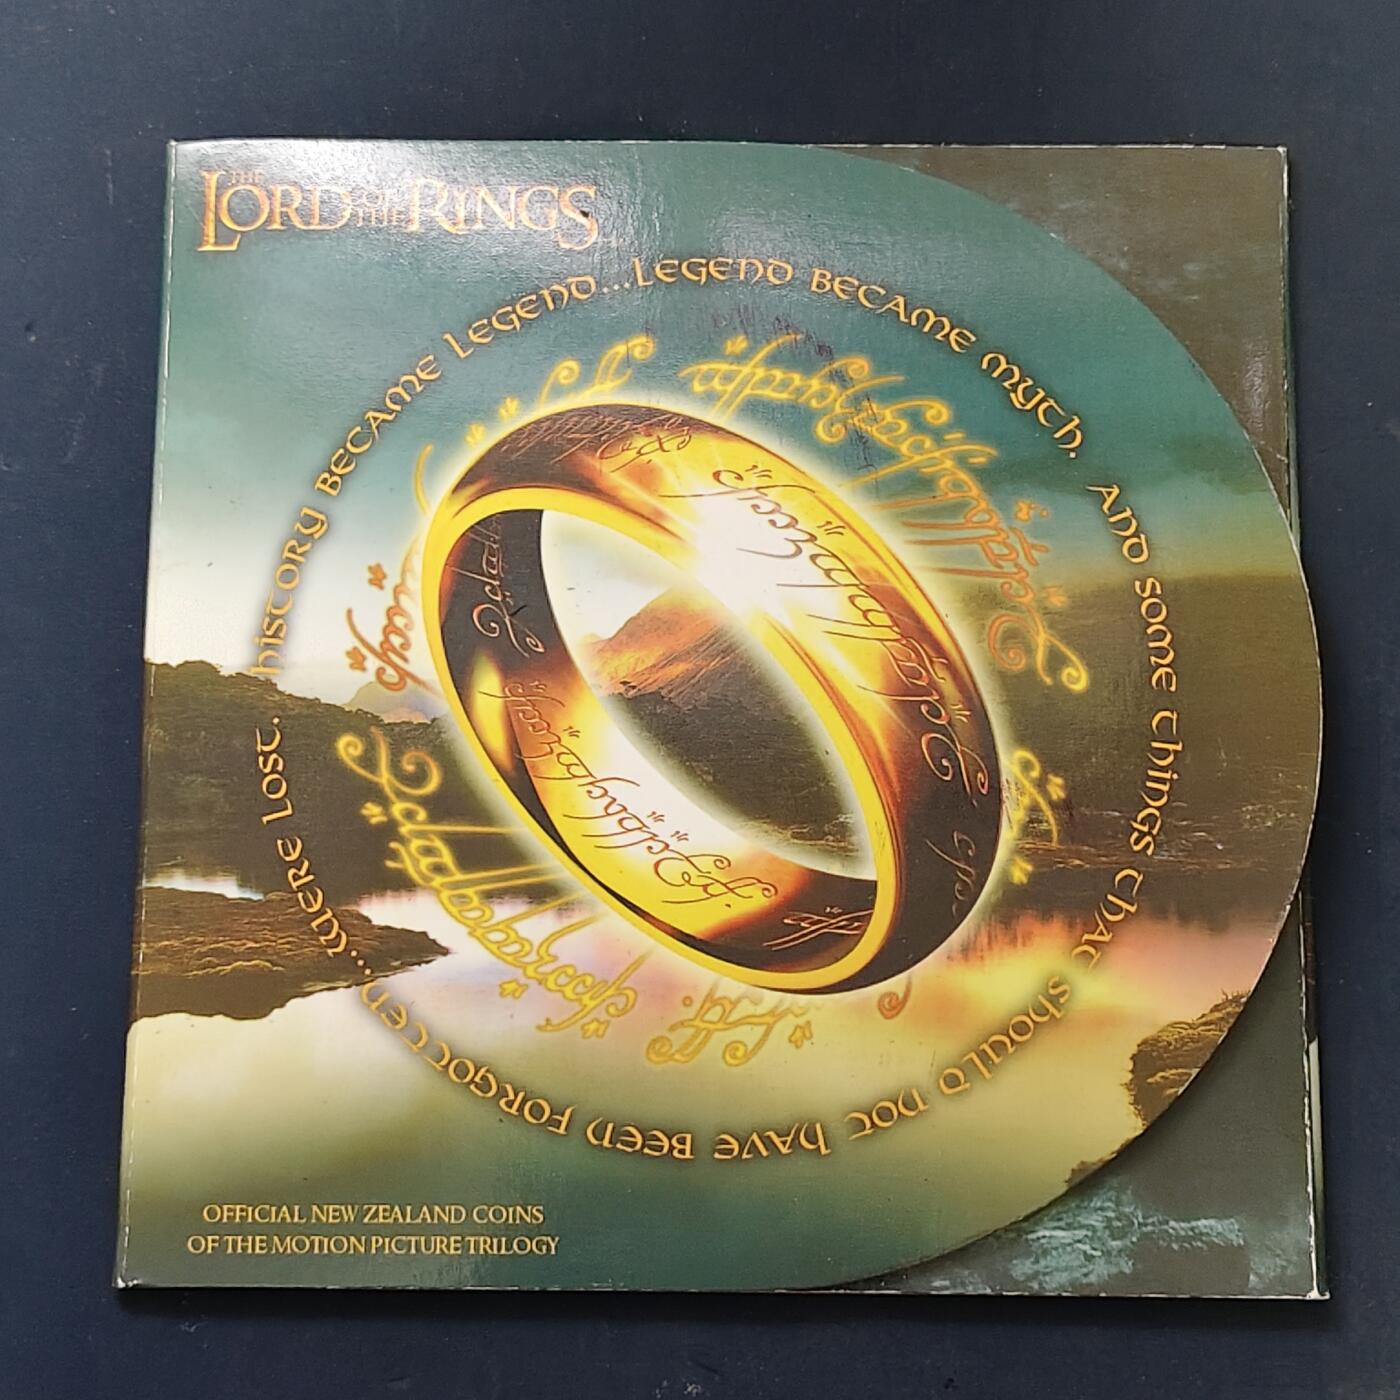 THE LORD OF THE RINGS
HISTORY BECAME LEGEND...LEGEND BECAME MYTH. AND SOME THINGS THAT SHOULD NOT HAVE BEEN FORGOTTEN....WERE LOST.
OFFICIAL NEW ZEALAND COINS
OF THE MOTION PICTURE TRILOGY